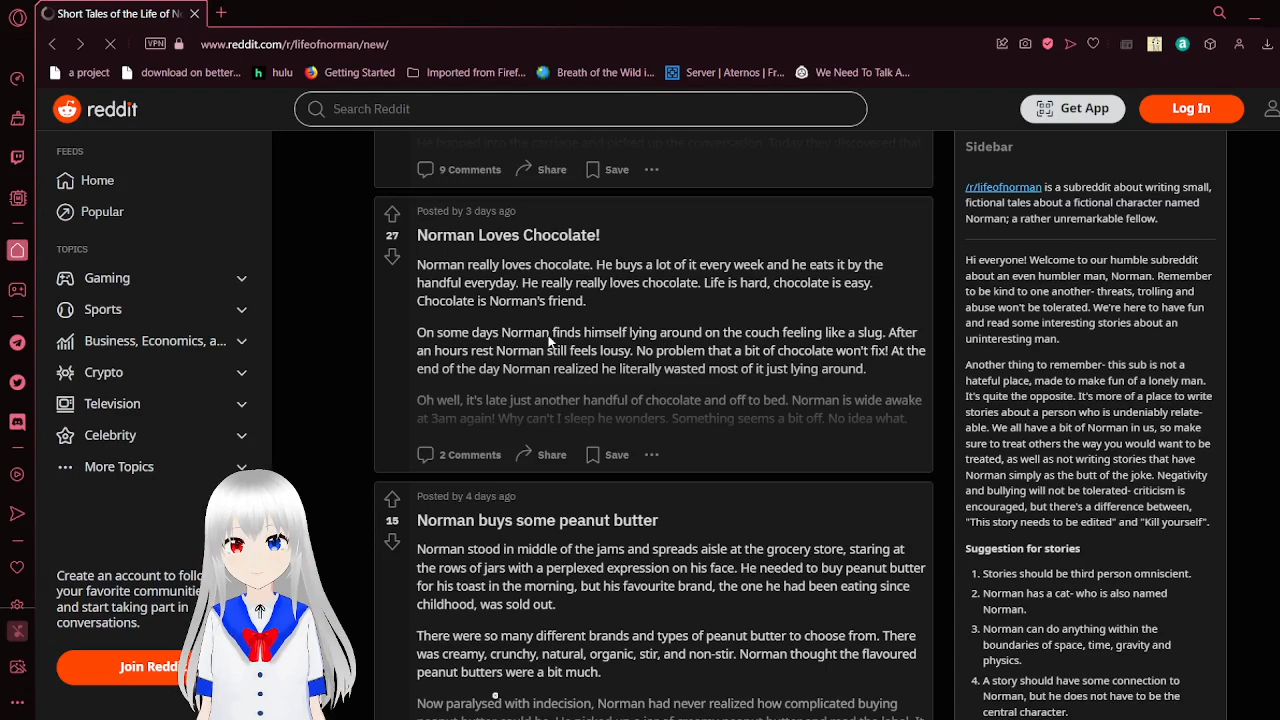 Short Tales of the Life of N
www.reddit.com/r/lifeofnorman/new/
VPN
a project
download on better...
hulu
Getting Started
Imported from Firef...
Breath of the Wild i...
Server | Aternos | Fr...
We Need To Talk A...
reddit
Search Reddit
Get App
Log In
FEEDS
Home
Popular
TOPICS
Gaming
Sports
Business, Economics, a...
Crypto
Television
Celebrity
More Topics
Create an account to follo
your favorite communitie
and start taking part in
conversations.
Join Reddi
He hopped into the carriage and picked up the conversation. Today they discovered that
9 Comments
Share
Save
Posted by 3 days ago
27
Norman Loves Chocolate!
Norman really loves chocolate. He buys a lot of it every week and he eats it by the
handful everyday. He really really loves chocolate. Life is hard, chocolate is easy.
Chocolate is Norman's friend.
On some days Norman finds himself lying around on the couch feeling like a slug. After
an hours rest Norman still feels lousy. No problem that a bit of chocolate won't fix! At the
end of the day Norman realized he literally wasted most of it just lying around.
Oh well, it's late just another handful of chocolate and off to bed. Norman is wide awake
at 3am again! Why can't I sleep he wonders. Something seems a bit off. No idea what.
2 Comments
Share
Save
Posted by 4 days ago
15
Norman buys some peanut butter
Norman stood in middle of the jams and spreads aisle at the grocery store, staring at
the rows of jars with a perplexed expression on his face. He needed to buy peanut butter
for his toast in the morning, but his favourite brand, the one he had been eating since
childhood, was sold out.
There were so many different brands and types of peanut butter to choose from. There
was creamy, crunchy, natural, organic, stir, and non-stir. Norman thought the flavoured
peanut butters were a bit much.
Now paralysed with indecision, Norman had never realized how complicated buying
Sidebar
/r/lifeofnorman is a subreddit about writing small,
fictional tales about a fictional character named
Norman; a rather unremarkable fellow.
Hi everyone! Welcome to our humble subreddit
about an even humbler man, Norman. Remember
to be kind to one another- threats, trolling and
abuse won't be tolerated. We're here to have fun
and read some interesting stories about an
uninteresting man.
Another thing to remember- this sub is not a
hateful place, made to make fun of a lonely man.
It's quite the opposite. It's more of a place to write
stories about a person who is undeniably relate-
able. We all have a bit of Norman in us, so make
sure to treat others the way you would want to be
treated, as well as not writing stories that have
Norman simply as the butt of the joke. Negativity
and bullying will not be tolerated- criticism is
encouraged, but there's a difference between,
"This story needs to be edited" and "Kill yourself".
Suggestion for stories
1. Stories should be third person omniscient.
2. Norman has a cat- who is also named
Norman.
3. Norman can do anything within the
boundaries of space, time, gravity and
physics.
4. A story should have some connection to
Norman, but he does not have to be the
central character.